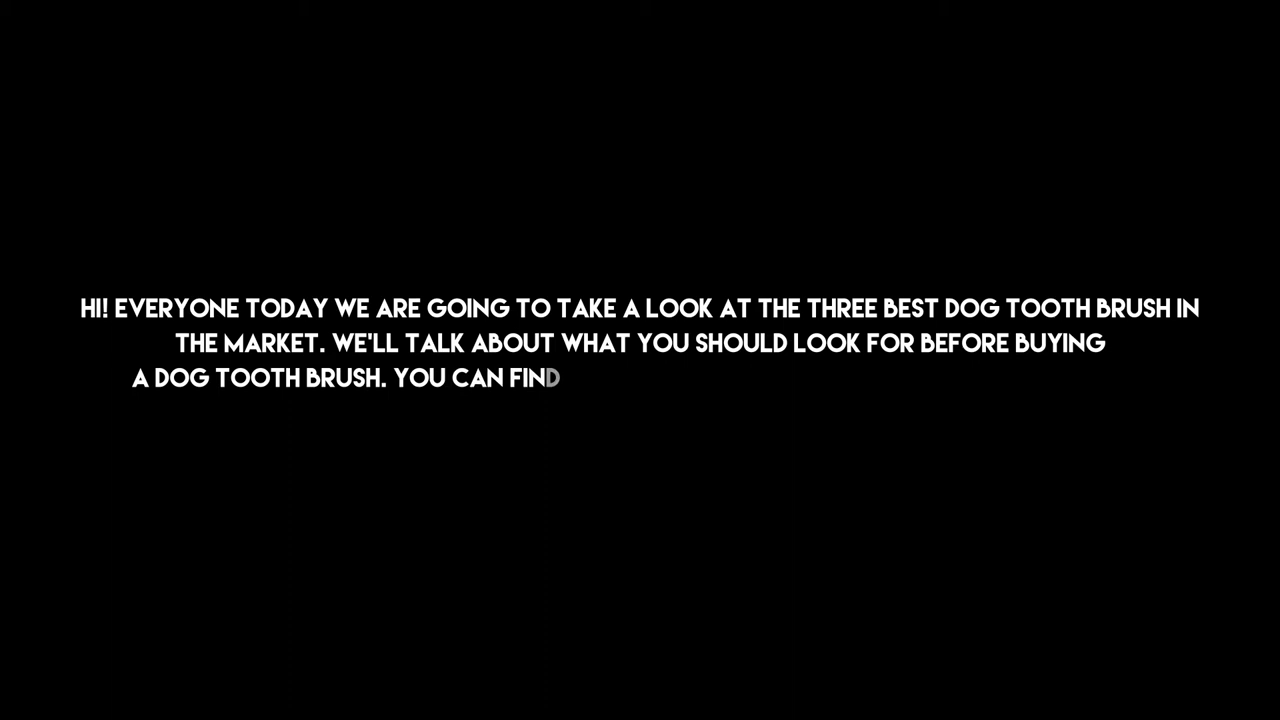 HI! EVERYONE TODAY WE ARE GOING TO TAKE A LOOK AT THE THREE BEST DOG TOOTH BRUSH IN
THE MARKET. WE'LL TALK ABOUT WHAT YOU SHOULD LOOK FOR BEFORE BUYING
A DOG TOOTH BRUSH. YOU CAN FIND